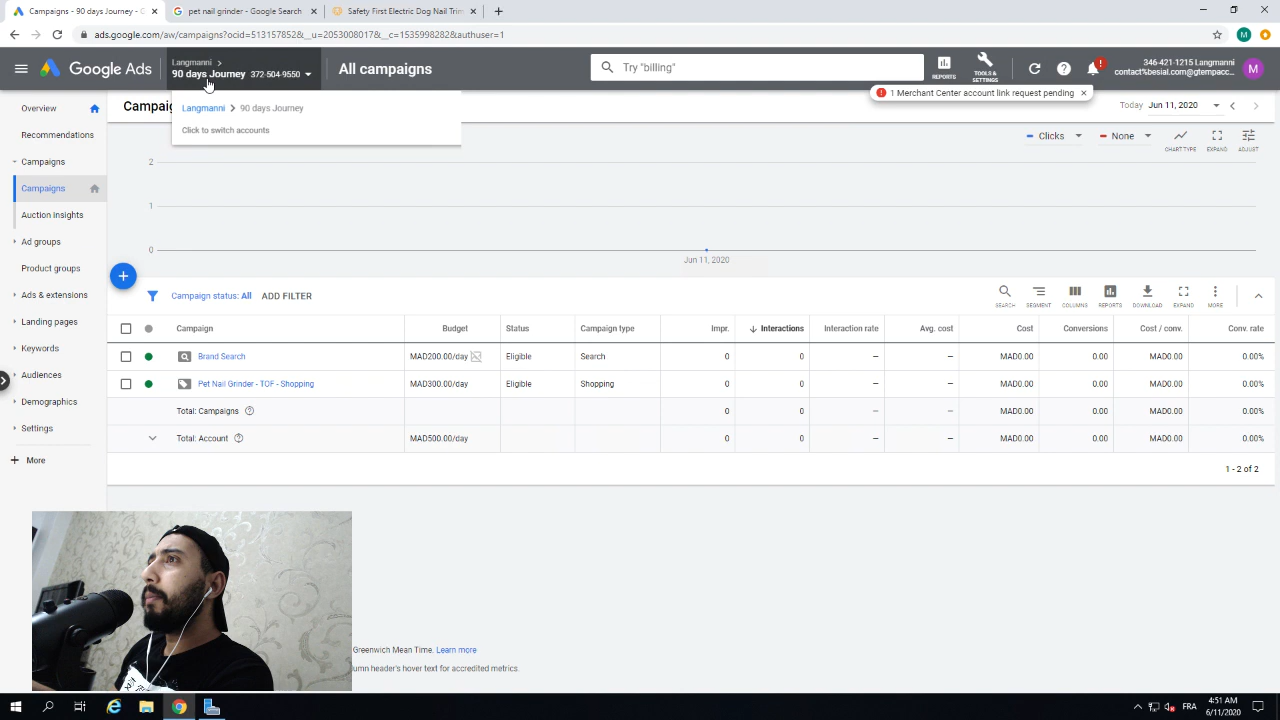 Campaigns - 90 days Journey - C
pet nail grinder - Google Search
Safety First Electric Dog Nail Trim
ads.google.com/aw/campaigns?ocid=513157852&__u=2053008017&__c=1535998282&authuser=1
M
Google Ads
Langmanni
90 days Journey 372-504-9550
All campaigns
Try "billing"
REPORTS
TOOLS &
SETTINGS
346-421-1215 Langmanni
contact%besial.com@gtempacc...
M
1 Merchant Center account link request pending
Langmanni > 90 days Journey
Click to switch accounts
Overview
Recommendations
Campaigns
Campaigns
Auction insights
Ad groups
Product groups
Ads & extensions
Landing pages
Keywords
Audiences
Demographics
Settings
More
Campaig
Today Jun 11, 2020
Clicks
None
CHART TYPE
EXPAND
ADJUST
2
1
0
Jun 11, 2020
Campaign status: All ADD FILTER
SEARCH
SEGMENT
COLUMNS
REPORTS
DOWNLOAD
EXPAND
MORE
Campaign Budget Status Campaign type Impr. Interactions Interaction rate Avg. cost Cost Conversions Cost / conv. Conv. rate
Brand Search MAD200.00/day Eligible Search 0 0 — — MAD0.00 0.00 MAD0.00 0.00%
Pet Nail Grinder - TOF - Shopping MAD300.00/day Eligible Shopping 0 0 — — MAD0.00 0.00 MAD0.00 0.00%
Total: Campaigns 0 0 — — MAD0.00 0.00 MAD0.00 0.00%
Total: Account MAD500.00/day 0 0 — — MAD0.00 0.00 MAD0.00 0.00%
1 - 2 of 2
Greenwich Mean Time. Learn more
lumn header's hover text for accredited metrics.
FRA
4:51 AM
6/11/2020